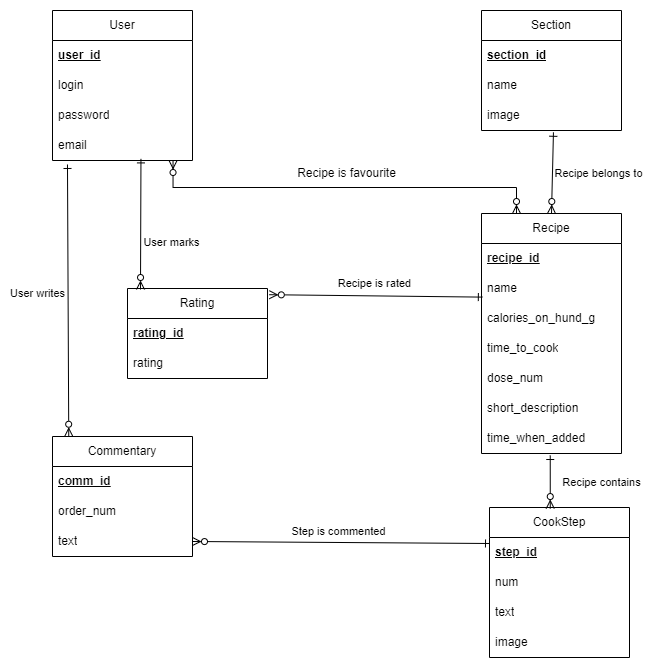 User
user_id
login
password
email
Section
section_id
name
image
Recipe is favourite
Recipe belongs to
User marks
Recipe
recipe_id
name
calories_on_hund_g
time_to_cook
dose_num
short_description
time_when_added
User writes
Recipe is rated
Rating
rating_id
rating
Commentary
comm_id
order_num
text
Recipe contains
Step is commented
CookStep
step_id
num
text
image